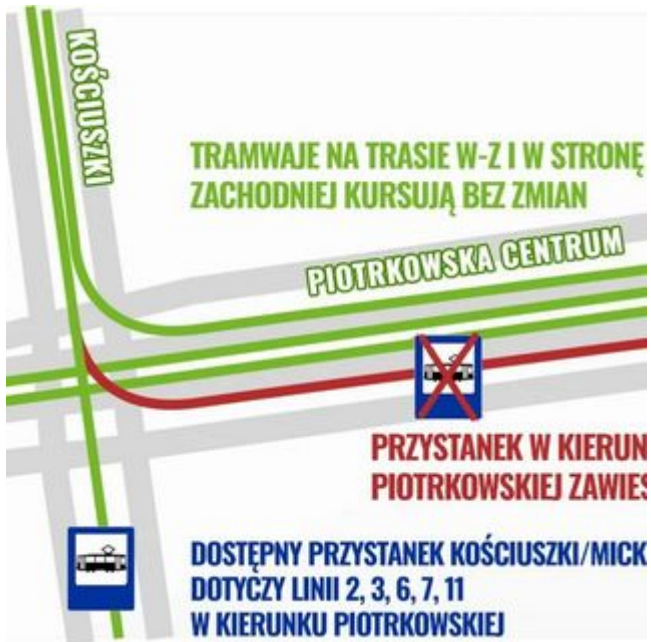 KOŚCIUSZKI
TRAMWAJE NA TRASIE W-Z I W STRONĘ
ZACHODNIEJ KURSUJĄ BEZ ZMIAN
PIOTRKOWSKA CENTRUM
PRZYSTANEK W KIERUN
PIOTRKOWSKIEJ ZAWIES
DOSTĘPNY PRZYSTANEK KOŚCIUSZKI/MICK
DOTYCZY LINII 2, 3, 6, 7, 11
W KIERUNKU PIOTRKOWSKIEJ